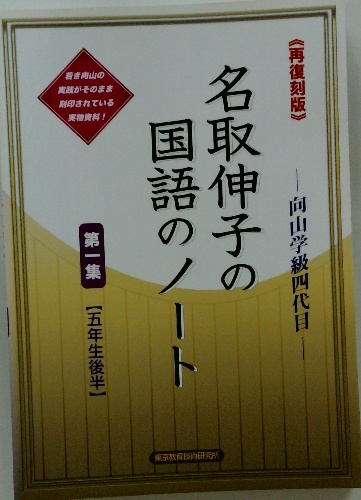 《再復刻版》
―向山学級四代目―
名取伸子の
国語のノート
若き向山の
実践がそのまま
刻印されている
実物資料!
第一集
【五年生後半】
東京教育技術研究所